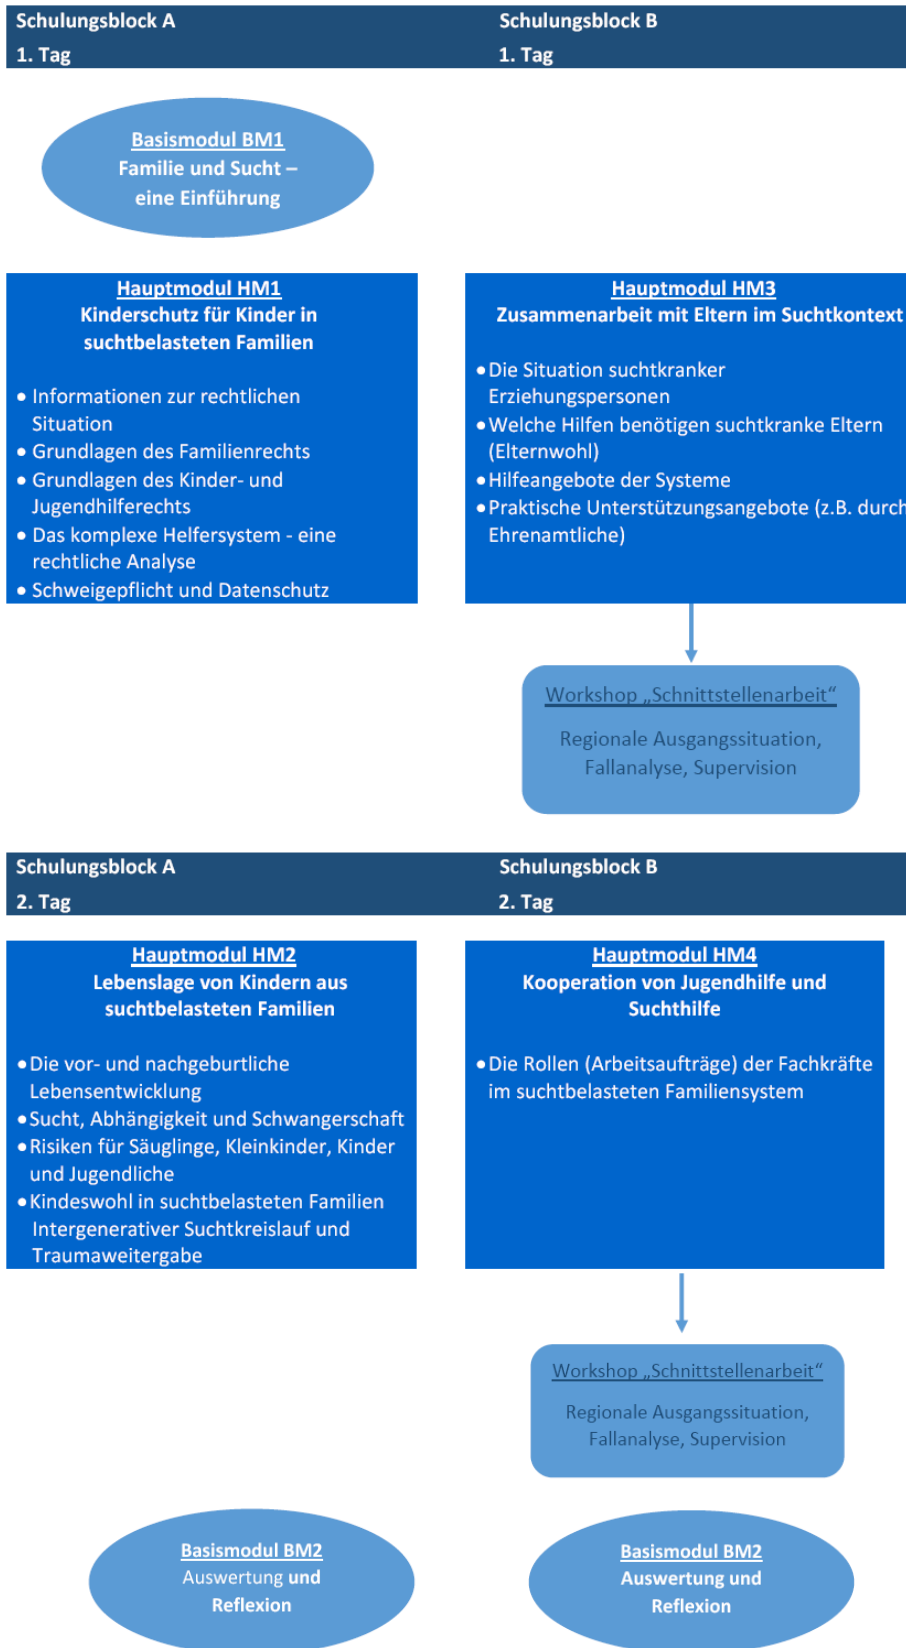 Schulungsblock A
1. Tag
Schulungsblock B
1. Tag
Basismodul BM1
Familie und Sucht –
eine Einführung
Hauptmodul HM1
Kinderschutz für Kinder in
suchtbelasteten Familien
• Informationen zur rechtlichen
Situation
• Grundlagen des Familienrechts
• Grundlagen des Kinder- und
Jugendhilferechts
• Das komplexe Helfersystem - eine
rechtliche Analyse
• Schweigepflicht und Datenschutz
Hauptmodul HM3
Zusammenarbeit mit Eltern im Suchtkontext
• Die Situation suchtkranker
Erziehungspersonen
• Welche Hilfen benötigen suchtkranke Eltern
(Elternwohl)
• Hilfeangebote der Systeme
• Praktische Unterstützungsangebote (z.B. durch
Ehrenamtliche)
Workshop „Schnittstellenarbeit“
Regionale Ausgangssituation,
Fallanalyse, Supervision
Schulungsblock A
2. Tag
Schulungsblock B
2. Tag
Hauptmodul HM2
Lebenslage von Kindern aus
suchtbelasteten Familien
• Die vor- und nachgeburtliche
Lebensentwicklung
• Sucht, Abhängigkeit und Schwangerschaft
• Risiken für Säuglinge, Kleinkinder, Kinder
und Jugendliche
• Kindeswohl in suchtbelasteten Familien
Intergenerativer Suchtkreislauf und
Traumaweitergabe
Hauptmodul HM4
Kooperation von Jugendhilfe und
Suchthilfe
• Die Rollen (Arbeitsaufträge) der Fachkräfte
im suchtbelasteten Familiensystem
Workshop „Schnittstellenarbeit“
Regionale Ausgangssituation,
Fallanalyse, Supervision
Basismodul BM2
Auswertung und
Reflexion
Basismodul BM2
Auswertung und
Reflexion